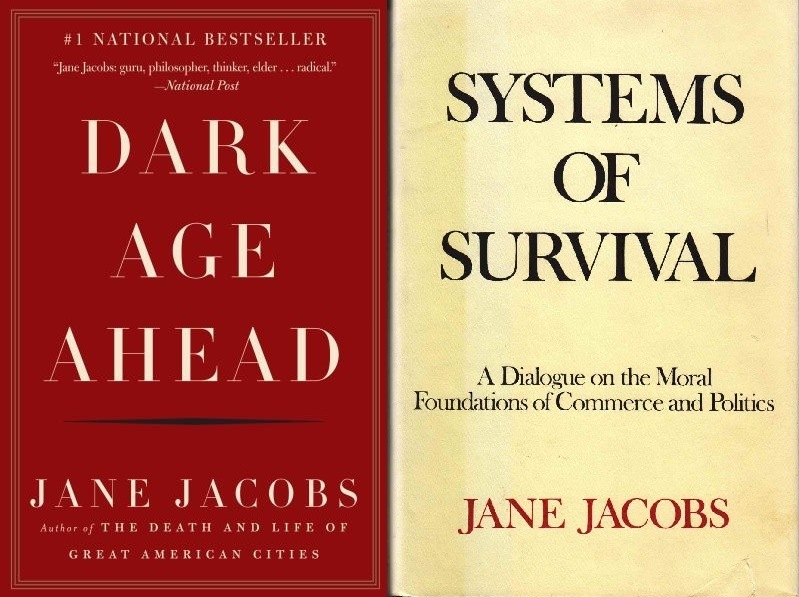 #1 NATIONAL BESTSELLER
“Jane Jacobs: guru, philosopher, thinker, elder . . . radical.”
—National Post
DARK
AGE
AHEAD
JANE JACOBS
Author of THE DEATH AND LIFE OF
GREAT AMERICAN CITIES
SYSTEMS
OF
SURVIVAL
A Dialogue on the Moral
Foundations of Commerce and Politics
JANE JACOBS